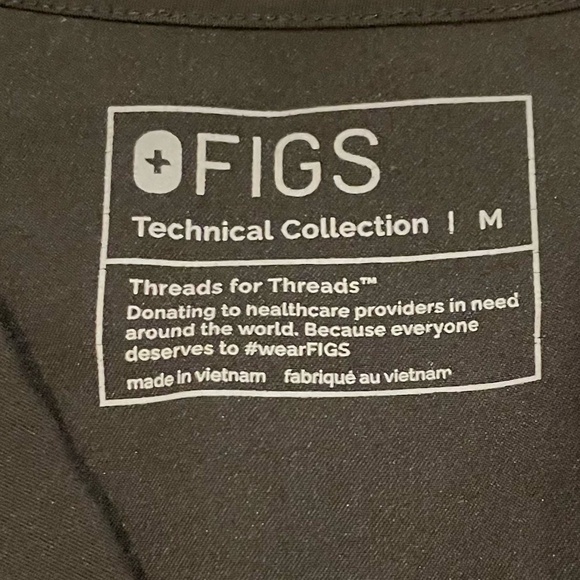 FIGS
Technical Collection | M
Threads for Threads™
Donating to healthcare providers in need
around the world. Because everyone
deserves to #wearFIGS
made in vietnam fabriqué au vietnam